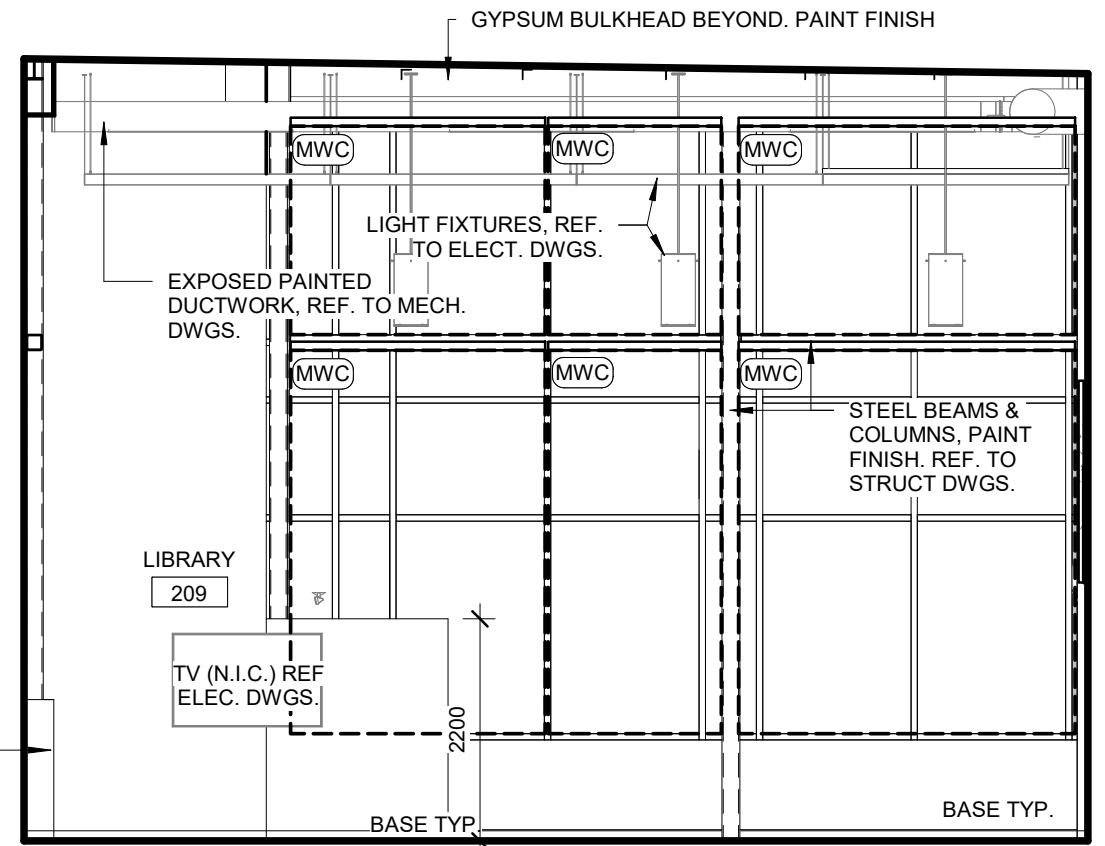 GYPSUM BULKHEAD BEYOND. PAINT FINISH
MWC
MWC
MWC
LIGHT FIXTURES, REF.
TO ELECT. DWGS.
EXPOSED PAINTED
DUCTWORK, REF. TO MECH.
DWGS.
MWC
MWC
MWC
STEEL BEAMS &
COLUMNS, PAINT
FINISH. REF. TO
STRUCT DWGS.
LIBRARY
209
TV (N.I.C.) REF
ELEC. DWGS.
2200
BASE TYP.
BASE TYP.